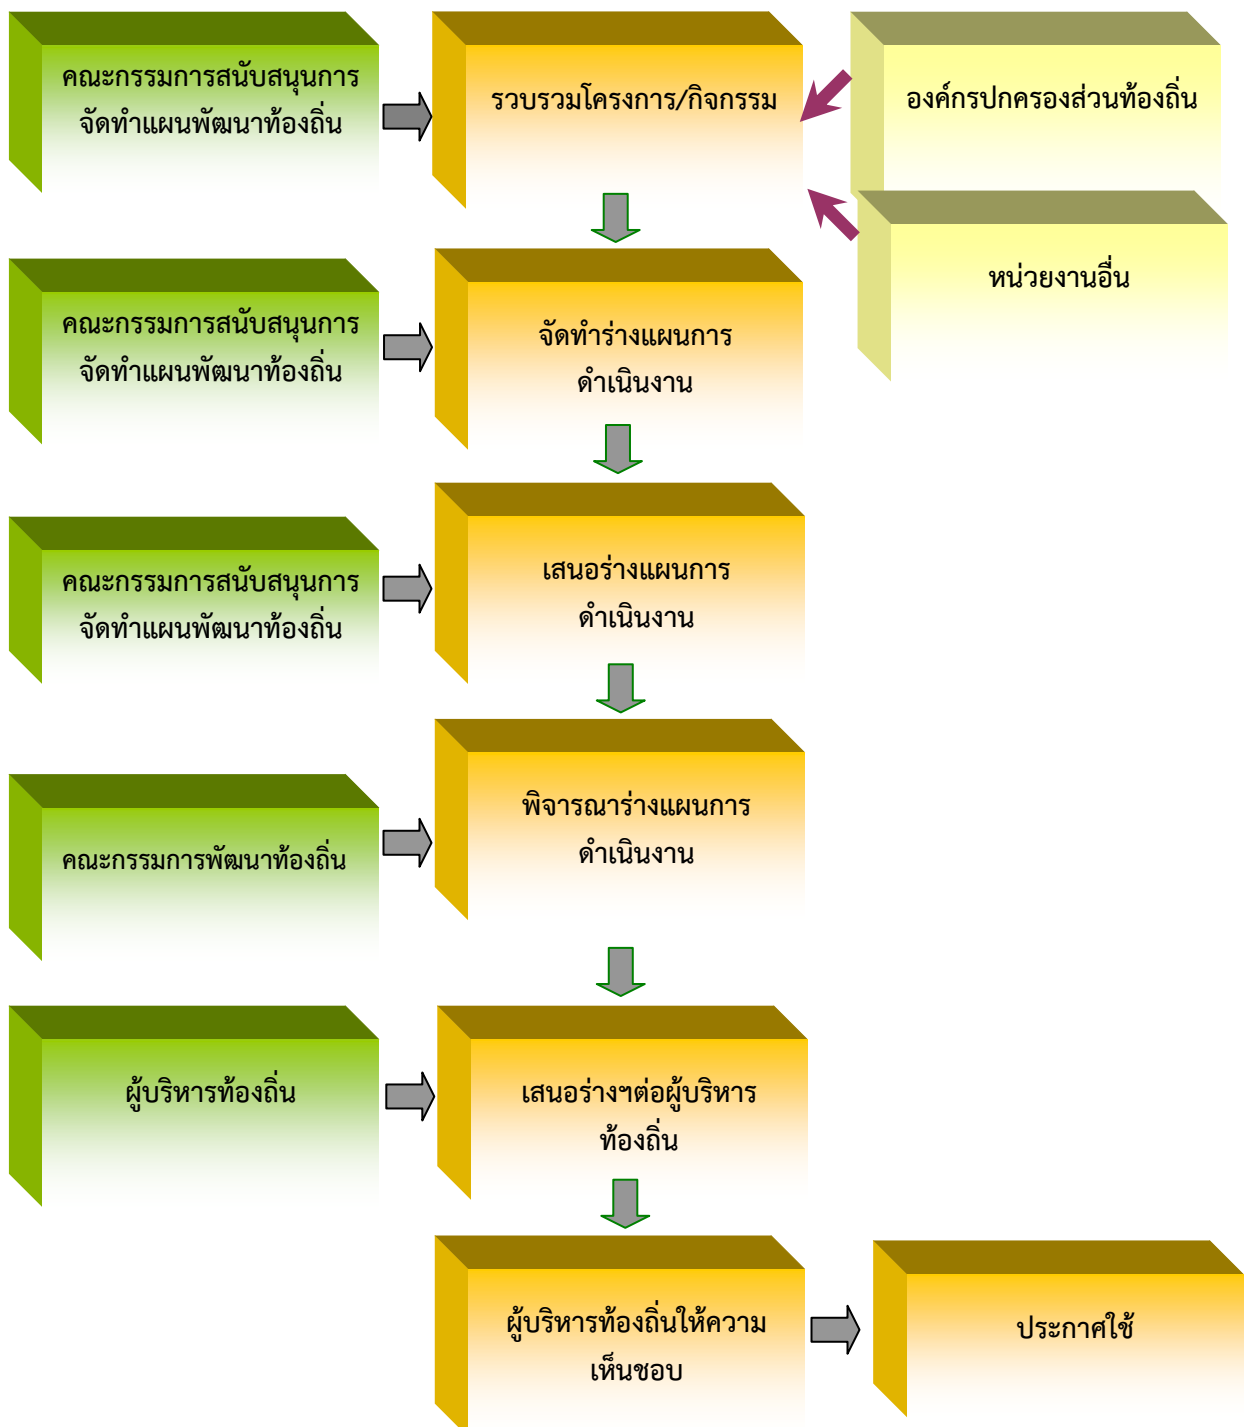 คณะกรรมการสนับสนุนการ
จัดทำแผนพัฒนาท้องถิ่น
รวบรวมโครงการ/กิจกรรม
องค์กรปกครองส่วนท้องถิ่น
หน่วยงานอื่น
คณะกรรมการสนับสนุนการ
จัดทำแผนพัฒนาท้องถิ่น
จัดทำร่างแผนการ
ดำเนินงาน
คณะกรรมการสนับสนุนการ
จัดทำแผนพัฒนาท้องถิ่น
เสนอร่างแผนการ
ดำเนินงาน
คณะกรรมการพัฒนาท้องถิ่น
พิจารณาร่างแผนการ
ดำเนินงาน
ผู้บริหารท้องถิ่น
เสนอร่างฯต่อผู้บริหาร
ท้องถิ่น
ผู้บริหารท้องถิ่นให้ความ
เห็นชอบ
ประกาศใช้